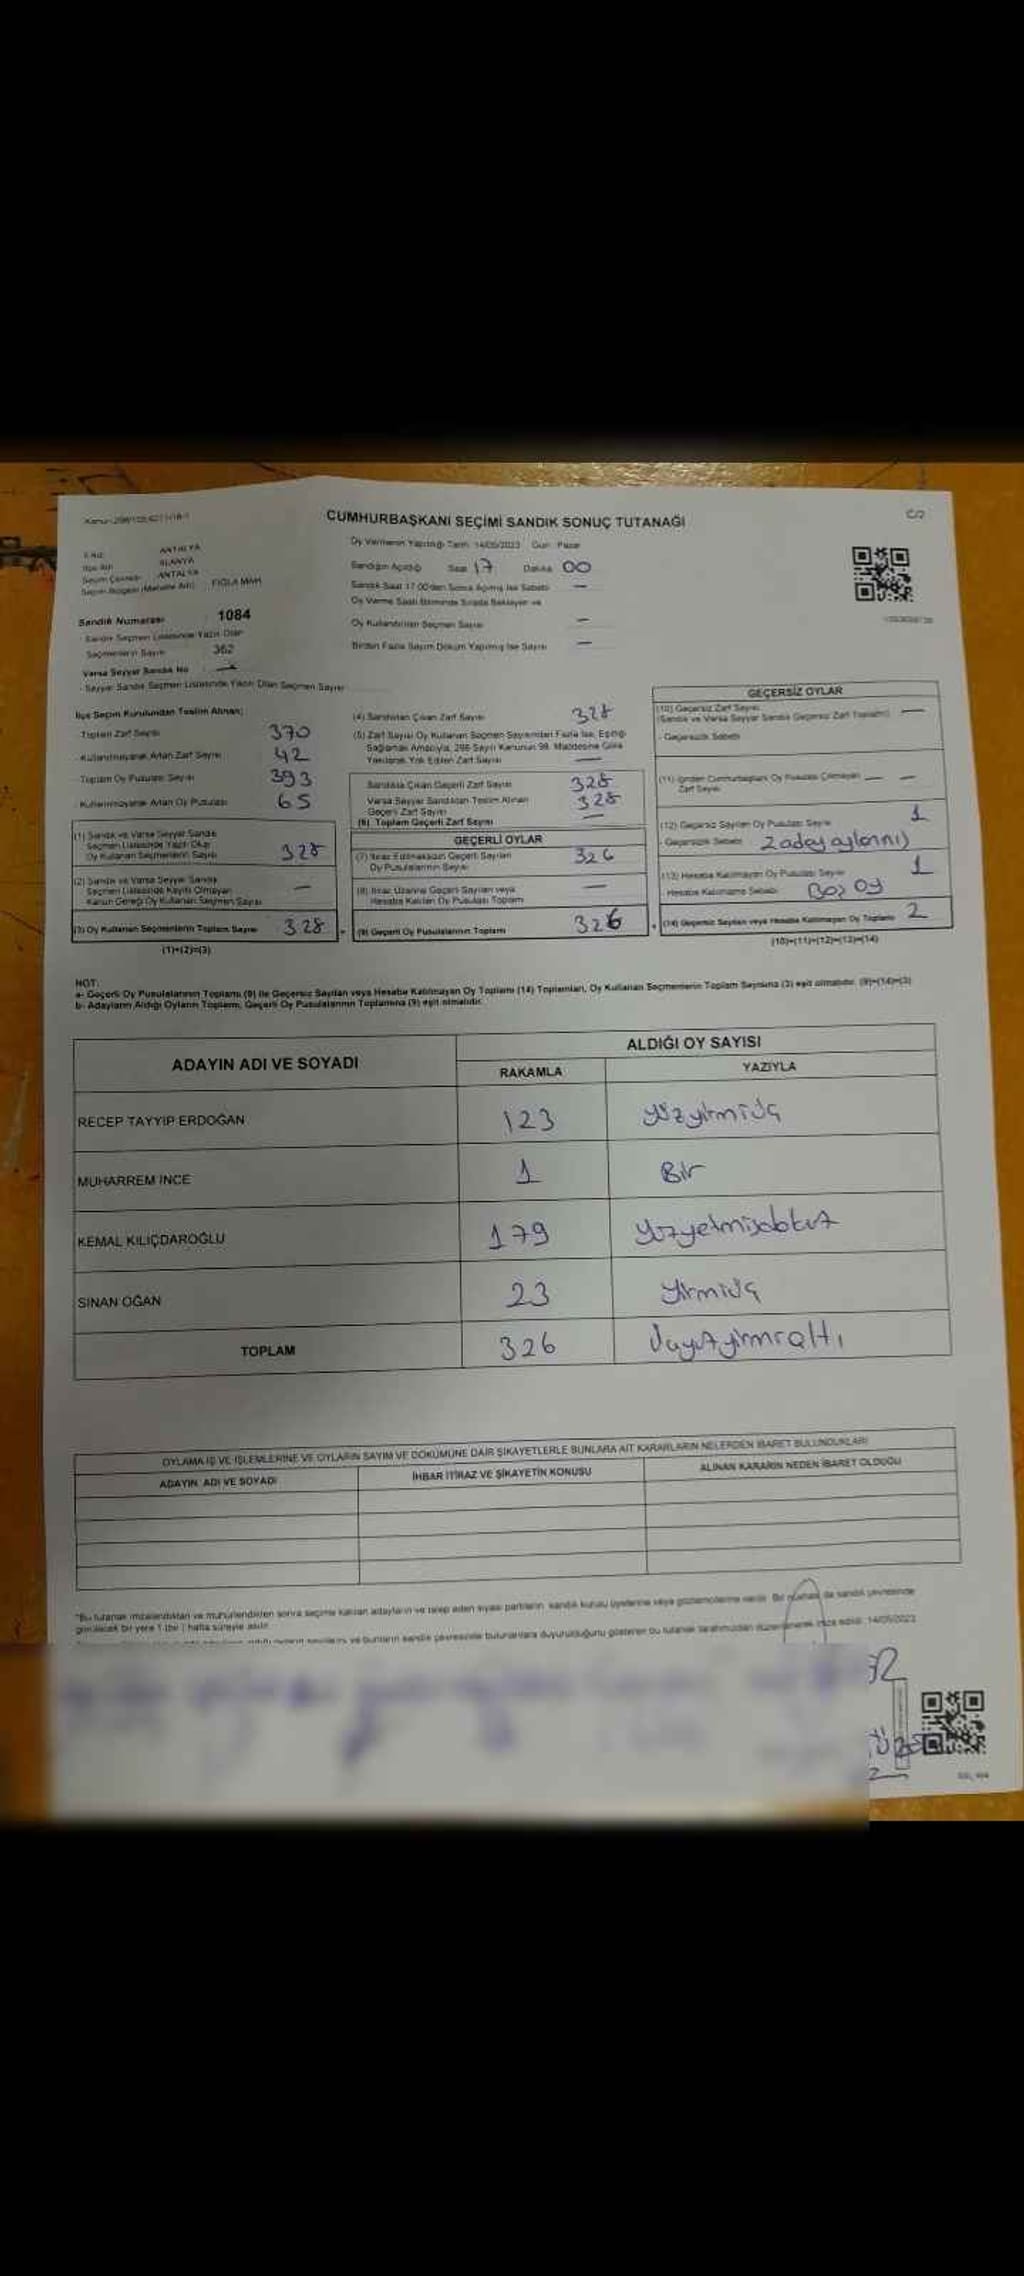 CUMHURBAŞKANI SEÇİMİ SANDIK SONUÇ TUTANAĞI
C/2
İl Adı: ANTALYA
İlçe Adı ALANYA
Seçim Çevresi ANTALYA
Seçim Bölgesi (Mahalle Adı) FIĞLA MAH
Sandık Numarası 1084
Sandık Seçmen Listesinde Yazılı Olan
Seçmenlerin Sayısı 362
Varsa Seyyar Sandık No
Seyyar Sandık Seçmen Listesinde Yazılı Olan Seçmen Sayısı
Oy Vermenin Yapıldığı Tarih 14/05/2023 Gün: Pazar
Sandığın Açıldığı Saat 17 Dakika 00
Sandık Saat 17.00'den Sonra Açılmış İse Sebebi —
Oy Verme Saati Bitiminde Sırada Bekleyen ve
Oy Kullandırılan Seçmen Sayısı —
Birden Fazla Sayım Döküm Yapılmış İse Sayısı —
İlçe Seçim Kurulundan Teslim Alınan;
- Toplam Zarf Sayısı 370
- Kullanılmayarak Artan Zarf Sayısı 42
- Toplam Oy Pusulası Sayısı 393
- Kullanılmayarak Artan Oy Pusulası 65
(1) Sandık ve Varsa Seyyar Sandık
Seçmen Listesinde Yazılı Olup
Oy Kullanan Seçmenlerin Sayısı 328
(2) Sandık ve Varsa Seyyar Sandık
Seçmen Listesinde Kayıtlı Olmayan
Kanun Gereği Oy Kullanan Seçmen Sayısı —
(3) Oy Kullanan Seçmenlerin Toplam Sayısı 328
(1)+(2)=(3)
(4) Sandıktan Çıkan Zarf Sayısı 328
(5) Zarf Sayısı Oy Kullanan Seçmen Sayısından Fazla İse, Eşitliği
Sağlamak Amacıyla, 298 Sayılı Kanunun 98. Maddesine Göre
Yakılarak Yok Edilen Zarf Sayısı —
Sandıkta Çıkan Geçerli Zarf Sayısı 328
Varsa Seyyar Sandıktan Teslim Alınan 328
Geçerli Zarf Sayısı
(6) Toplam Geçerli Zarf Sayısı —
GEÇERLİ OYLAR
(7) İtiraz Edilmeksizin Geçerli Sayılan
Oy Pusulalarının Sayısı 326
(8) İtiraz Üzerine Geçerli Sayılan veya
Hesaba Katılan Oy Pusulası Toplamı —
(9) Geçerli Oy Pusulalarının Toplamı 326
GEÇERSİZ OYLAR
(10) Geçersiz Zarf Sayısı —
(Sandık ve Varsa Seyyar Sandık Geçersiz Zarf Toplamı)
- Geçersizlik Sebebi
(11) İçinden Cumhurbaşkanı Oy Pusulası Çıkmayan — —
Zarf Sayısı
(12) Geçersiz Sayılan Oy Pusulası Sayısı 1
- Geçersizlik Sebebi
(13) Hesaba Katılmayan Oy Pusulası Sayısı 1
- Hesaba Katılmama Sebebi Boş oy
(14) Geçersiz Sayılan veya Hesaba Katılmayan Oy Toplamı 2
(10)+(11)+(12)+(13)=(14)
NOT:
a- Geçerli Oy Pusulalarının Toplamı (9) ile Geçersiz Sayılan veya Hesaba Katılmayan Oy Toplamı (14) Toplamları, Oy Kullanan Seçmenlerin Toplam Sayısına (3) eşit olmalıdır. (9)+(14)=(3)
b- Adayların Aldığı Oyların Toplamı, Geçerli Oy Pusulalarının Toplamına (9) eşit olmalıdır.
ADAYIN ADI VE SOYADI
ALDIĞI OY SAYISI
RAKAMLA YAZIYLA
RECEP TAYYİP ERDOĞAN 123 yüzyirmiüç
MUHARREM İNCE 1 Bir
KEMAL KILIÇDAROĞLU 179 yüzyetmişdokuz
SİNAN OĞAN 23 yirmiüç
TOPLAM 326 üçyüzyirmialtı
OYLAMA İŞ VE İŞLEMLERİNE VE OYLARIN SAYIM VE DÖKÜMÜNE DAİR ŞİKAYETLERLE BUNLARA AİT KARARLARIN NELERDEN İBARET BULUNDUKLARI
ADAYIN ADI VE SOYADI İHBAR İTİRAZ VE ŞİKAYETİN KONUSU ALINAN KARARIN NEDEN İBARET OLDUĞU
"Bu tutanak imzalandıktan ve mühürlendikten sonra seçime katılan adayların ve talep eden siyasi partilerin sandık kurulu üyelerine veya gözlemcilerine verilir. Bir nüshası da sandık çevresinde
görülecek bir yere 1 (bir) hafta süreyle asılır.
ve bunların sandık çevresinde bulunanlara duyurulduğunu gösteren bu tutanak tarafımızdan düzenlenerek imza edildi. 14/05/2023